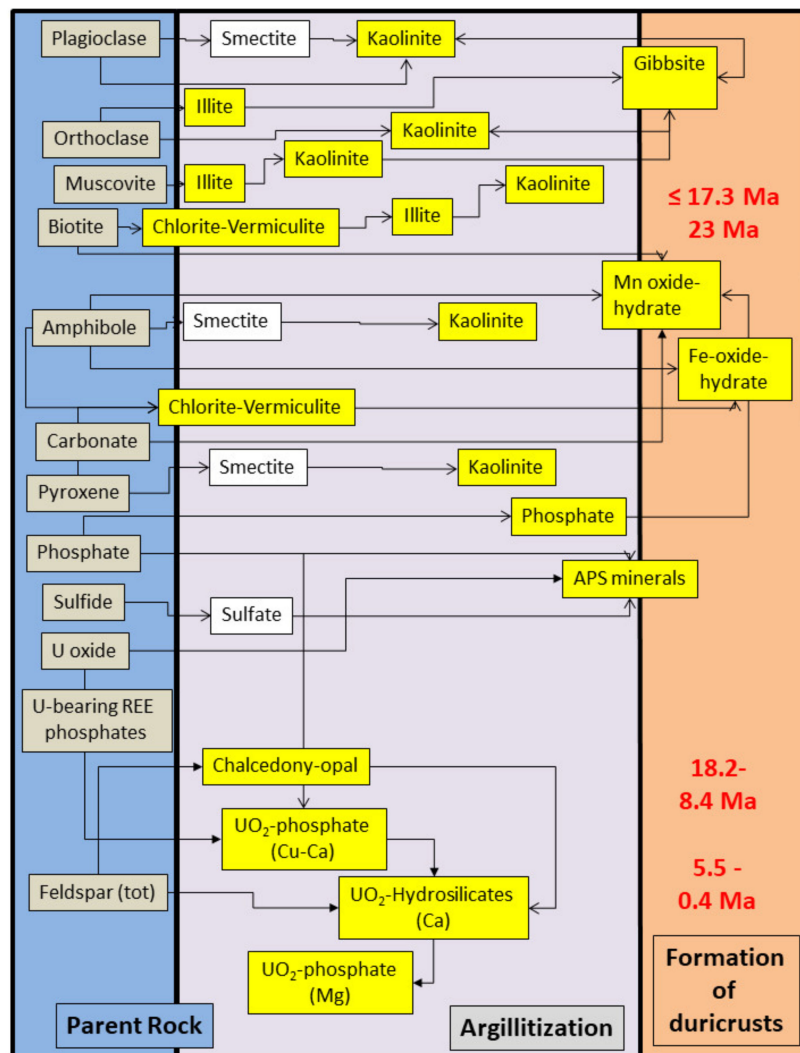 Plagioclase
Smectite
Kaolinite
Gibbsite
Illite
Orthoclase
Kaolinite
Muscovite
Illite
Kaolinite
Kaolinite
≤ 17.3 Ma
23 Ma
Biotite
Chlorite-Vermiculite
Illite
Mn oxide-
hydrate
Amphibole
Smectite
Kaolinite
Fe-oxide-
hydrate
Chlorite-Vermiculite
Carbonate
Pyroxene
Smectite
Kaolinite
Phosphate
Phosphate
APS minerals
Sulfide
Sulfate
U oxide
U-bearing REE
phosphates
Chalcedony-opal
18.2-
8.4 Ma
UO₂-phosphate
(Cu-Ca)
Feldspar (tot)
UO₂-Hydrosilicates
(Ca)
5.5 -
0.4 Ma
UO₂-phosphate
(Mg)
Parent Rock
Argillitization
Formation
of
duricrusts